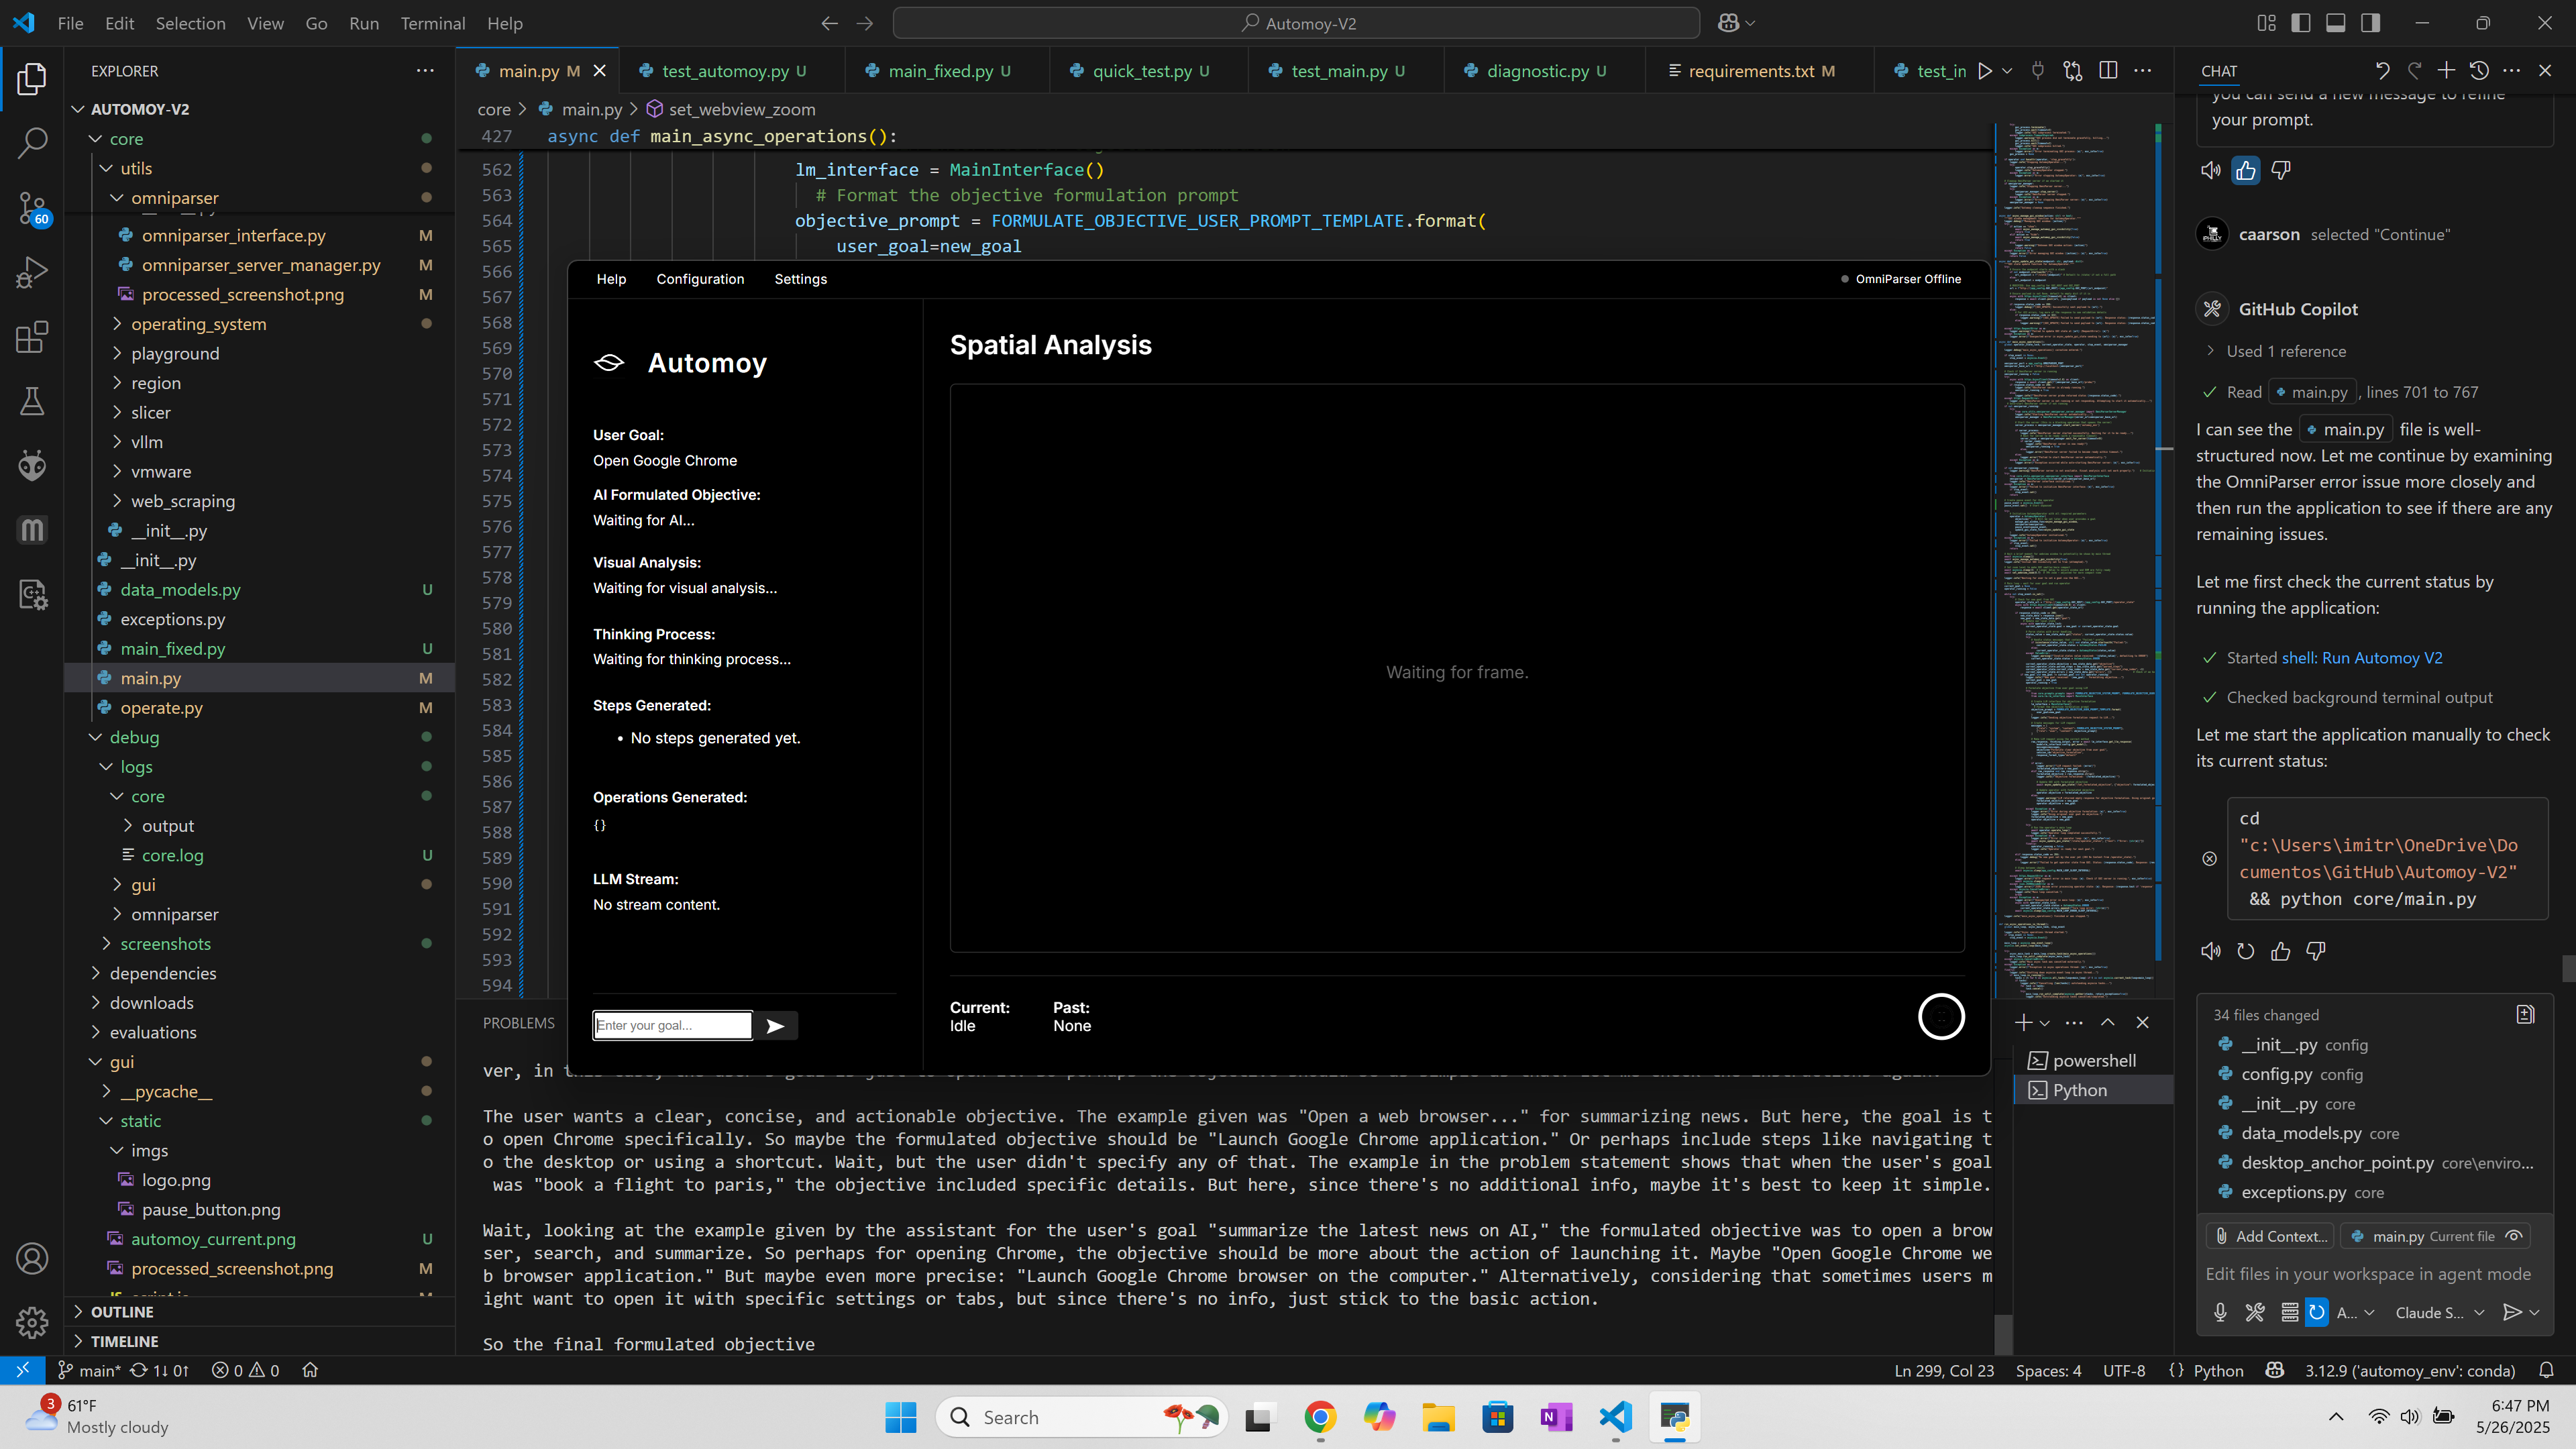 File Edit Selection View Go Run Terminal Help
Automoy-V2
EXPLORER
AUTOMOY-V2
core
utils
omniparser
omniparser_interface.py M
omniparser_server_manager.py M
processed_screenshot.png M
operating_system
playground
region
slicer
vllm
vmware
web_scraping
__init__.py
__init__.py
data_models.py U
exceptions.py
main_fixed.py U
main.py M
operate.py M
debug
logs
core
output
core.log U
gui
omniparser
screenshots
dependencies
downloads
evaluations
gui
__pycache__
static
imgs
logo.png
pause_button.png
automoy_current.png U
processed_screenshot.png M
OUTLINE
TIMELINE
60
main.py M
test_automoy.py U
main_fixed.py U
quick_test.py U
test_main.py U
diagnostic.py U
requirements.txt M
test_in
core > main.py > set_webview_zoom
427 async def main_async_operations():
562 lm_interface = MainInterface()
563 # Format the objective formulation prompt
564 objective_prompt = FORMULATE_OBJECTIVE_USER_PROMPT_TEMPLATE.format(
565 user_goal=new_goal
566
567
568
569
570
571
572
573
574
575
576
577
578
579
580
581
582
583
584
585
586
587
588
589
590
591
592
593
594
Help Configuration Settings
OmniParser Offline
Automoy
User Goal:
Open Google Chrome
AI Formulated Objective:
Waiting for AI...
Visual Analysis:
Waiting for visual analysis...
Thinking Process:
Waiting for thinking process...
Steps Generated:
• No steps generated yet.
Operations Generated:
{}
LLM Stream:
No stream content.
Enter your goal...
Spatial Analysis
Waiting for frame.
Current:
Idle
Past:
None
PROBLEMS
The user wants a clear, concise, and actionable objective. The example given was "Open a web browser..." for summarizing news. But here, the goal is t
o open Chrome specifically. So maybe the formulated objective should be "Launch Google Chrome application." Or perhaps include steps like navigating t
o the desktop or using a shortcut. Wait, but the user didn't specify any of that. The example in the problem statement shows that when the user's goal
was "book a flight to paris," the objective included specific details. But here, since there's no additional info, maybe it's best to keep it simple.
Wait, looking at the example given by the assistant for the user's goal "summarize the latest news on AI," the formulated objective was to open a brow
ser, search, and summarize. So perhaps for opening Chrome, the objective should be more about the action of launching it. Maybe "Open Google Chrome we
b browser application." But maybe even more precise: "Launch Google Chrome browser on the computer." Alternatively, considering that sometimes users m
ight want to open it with specific settings or tabs, but since there's no info, just stick to the basic action.
So the final formulated objective
powershell
Python
CHAT
you can send a new message to refine
your prompt.
caarson selected "Continue"
GitHub Copilot
Used 1 reference
Read main.py, lines 701 to 767
I can see the main.py file is well-
structured now. Let me continue by examining
the OmniParser error issue more closely and
then run the application to see if there are any
remaining issues.
Let me first check the current status by
running the application:
Started shell: Run Automoy V2
Checked background terminal output
Let me start the application manually to check
its current status:
cd
"c:\Users\imitr\OneDrive\Do
cumentos\GitHub\Automoy-V2"
&& python core/main.py
34 files changed
__init__.py config
config.py config
__init__.py core
data_models.py core
desktop_anchor_point.py core\enviro...
exceptions.py core
Add Context...
main.py Current file
Edit files in your workspace in agent mode
A...
Claude S...
main* 1↓ 0↑ 0 0
Ln 299, Col 23 Spaces: 4 UTF-8 {} Python 3.12.9 ('automoy_env': conda)
3
61°F
Mostly cloudy
Search
6:47 PM
5/26/2025